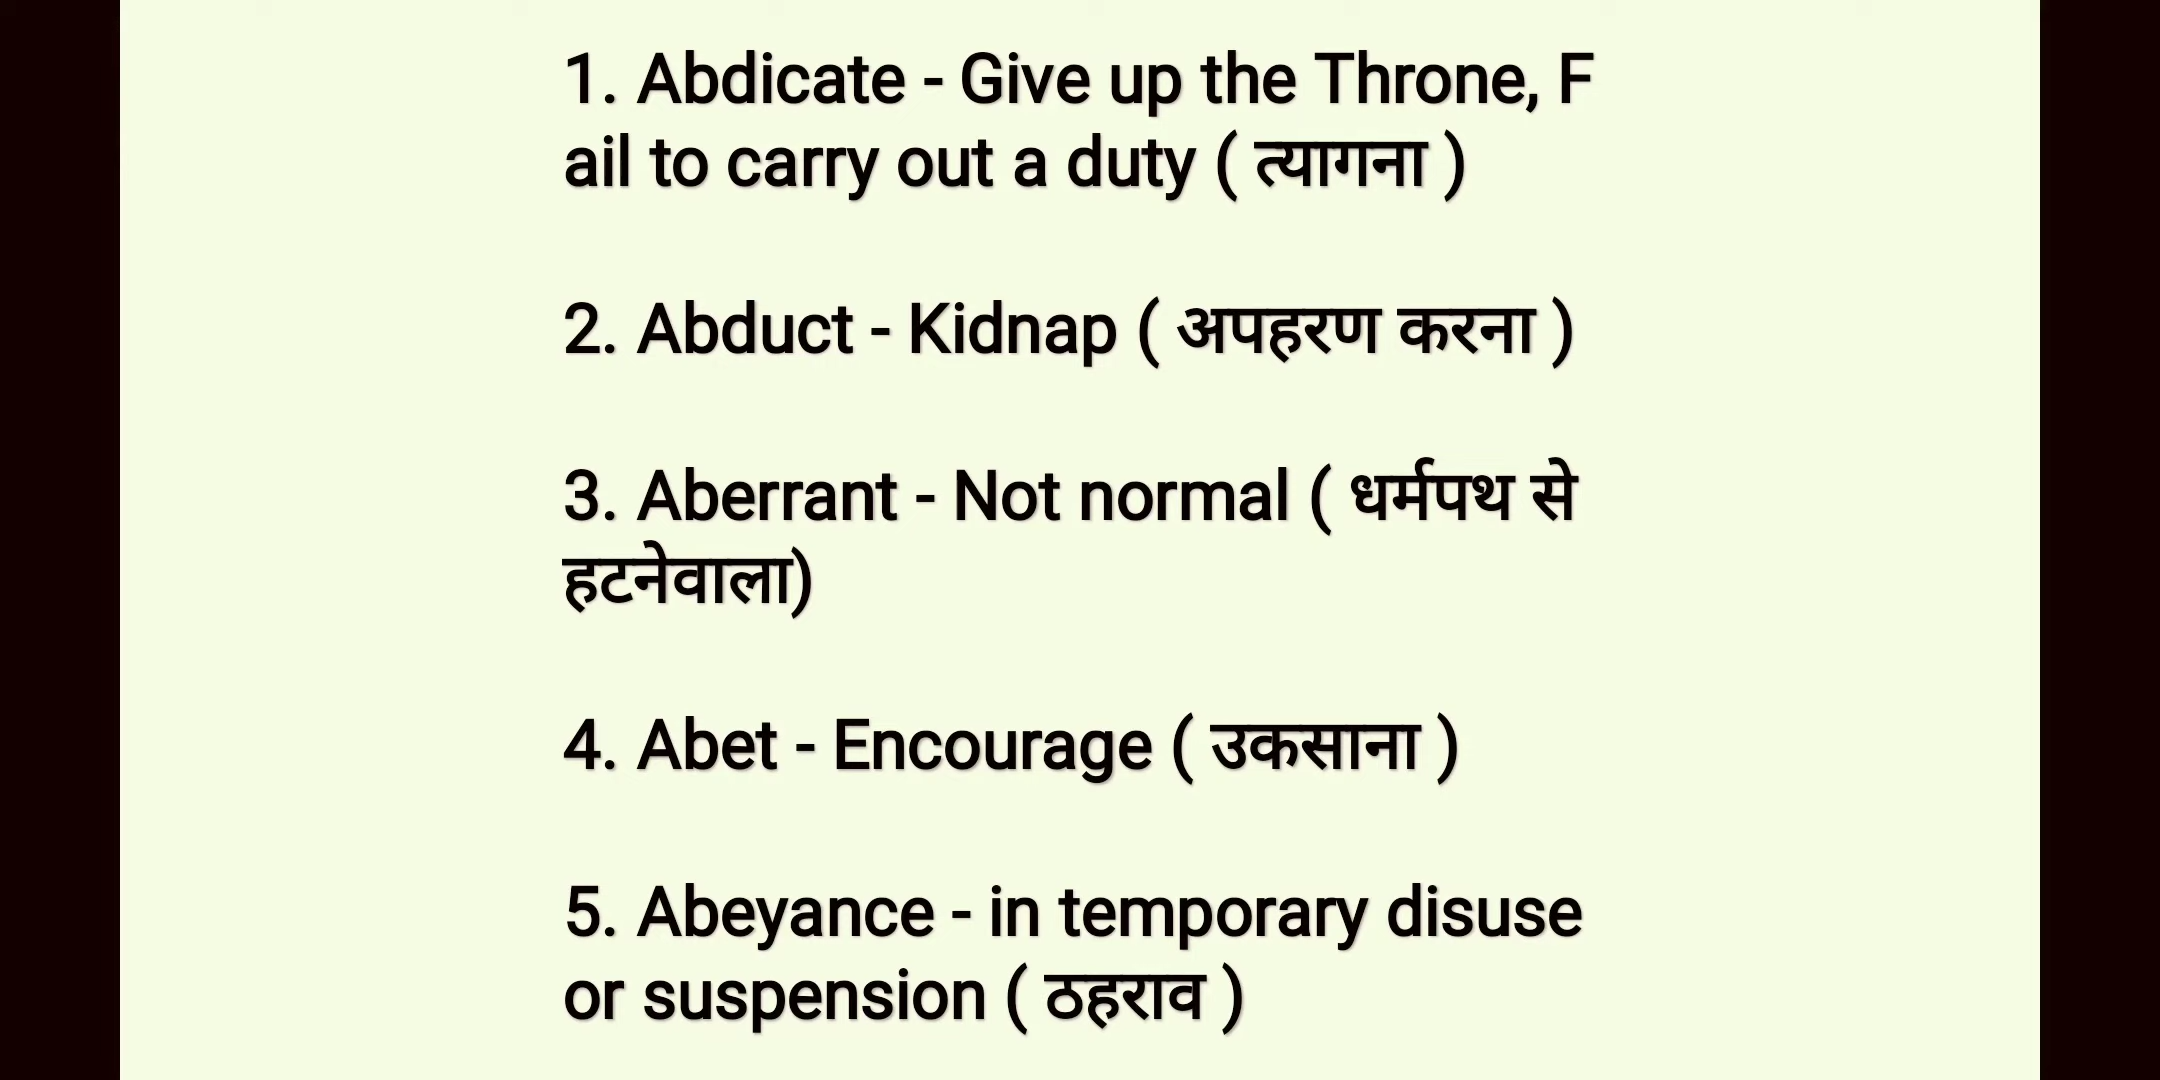 1. Abdicate - Give up the Throne, F
ail to carry out a duty ( त्यागना )
2. Abduct - Kidnap ( अपहरण करना )
3. Aberrant - Not normal ( धर्मपथ से
हटनेवाला)
4. Abet - Encourage ( उकसाना )
5. Abeyance - in temporary disuse
or suspension ( ठहराव )